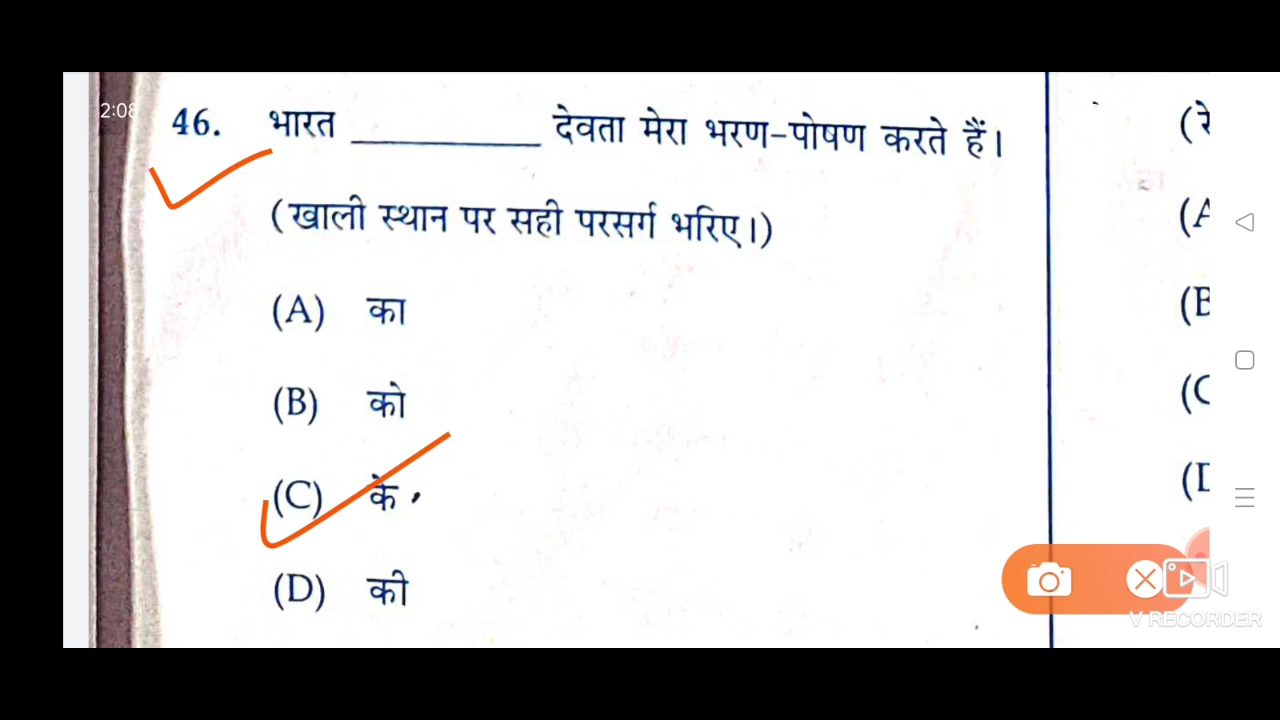 2:08
46. भारत __________ देवता मेरा भरण-पोषण करते हैं।
(खाली स्थान पर सही परसर्ग भरिए।)
(A) का
(B) को
(C) के
(D) की
(रे
(A
(B
(C
(D
V RECORDER